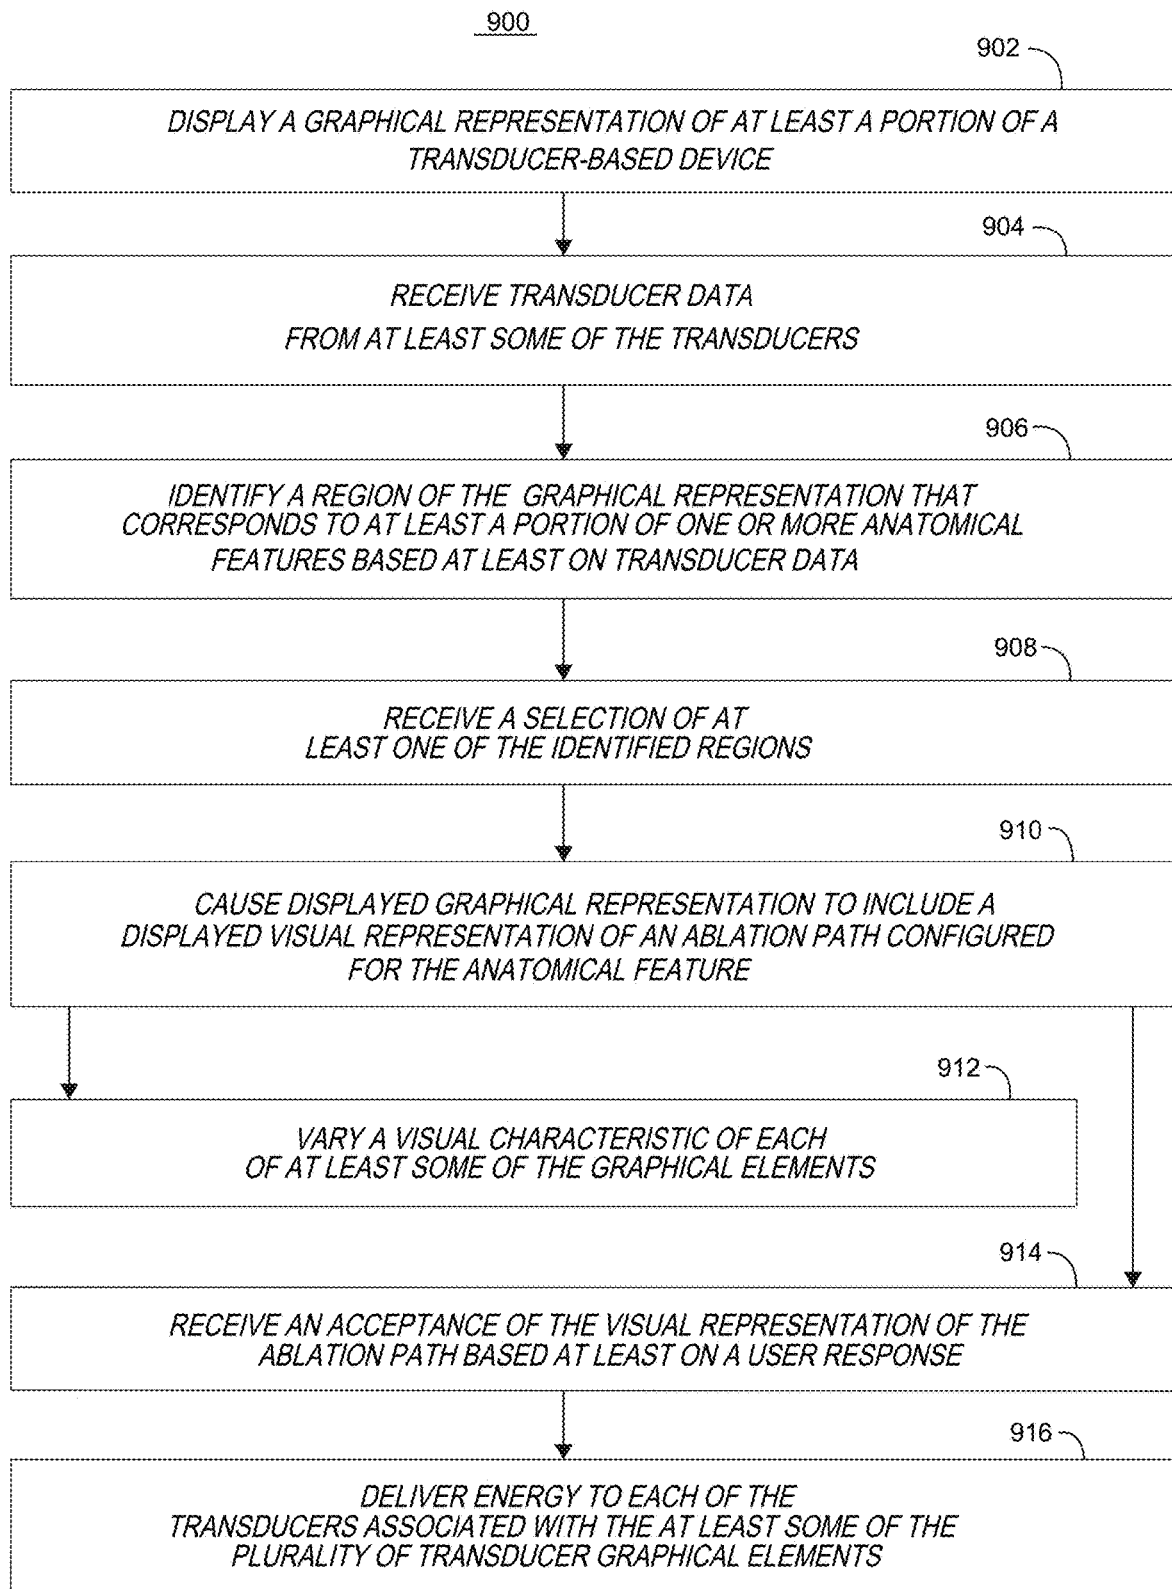 900
902
DISPLAY A GRAPHICAL REPRESENTATION OF AT LEAST A PORTION OF A
TRANSDUCER-BASED DEVICE
904
RECEIVE TRANSDUCER DATA
FROM AT LEAST SOME OF THE TRANSDUCERS
906
IDENTIFY A REGION OF THE GRAPHICAL REPRESENTATION THAT
CORRESPONDS TO AT LEAST A PORTION OF ONE OR MORE ANATOMICAL
FEATURES BASED AT LEAST ON TRANSDUCER DATA
908
RECEIVE A SELECTION OF AT
LEAST ONE OF THE IDENTIFIED REGIONS
910
CAUSE DISPLAYED GRAPHICAL REPRESENTATION TO INCLUDE A
DISPLAYED VISUAL REPRESENTATION OF AN ABLATION PATH CONFIGURED
FOR THE ANATOMICAL FEATURE
912
VARY A VISUAL CHARACTERISTIC OF EACH
OF AT LEAST SOME OF THE GRAPHICAL ELEMENTS
914
RECEIVE AN ACCEPTANCE OF THE VISUAL REPRESENTATION OF THE
ABLATION PATH BASED AT LEAST ON A USER RESPONSE
916
DELIVER ENERGY TO EACH OF THE
TRANSDUCERS ASSOCIATED WITH THE AT LEAST SOME OF THE
PLURALITY OF TRANSDUCER GRAPHICAL ELEMENTS